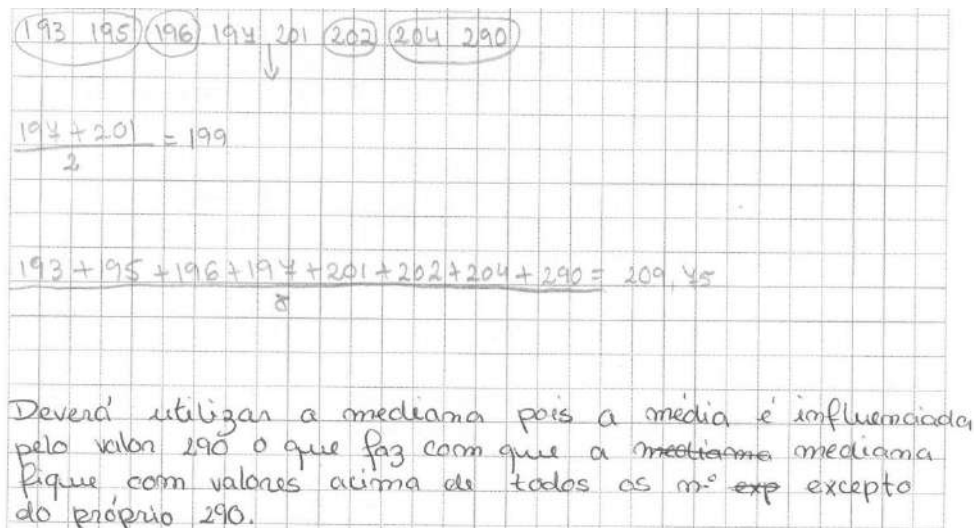 193 195 196 197 201 202 204 290
197 + 201 = 199
2
193 + 195 + 196 + 197 + 201 + 202 + 204 + 290 = 209,75
8
Deverá utilizar a mediana pois a média é influenciada
pelo valor 290 o que faz com que a mediana mediana
fique com valores acima de todos os n.º exp excepto
do próprio 290.